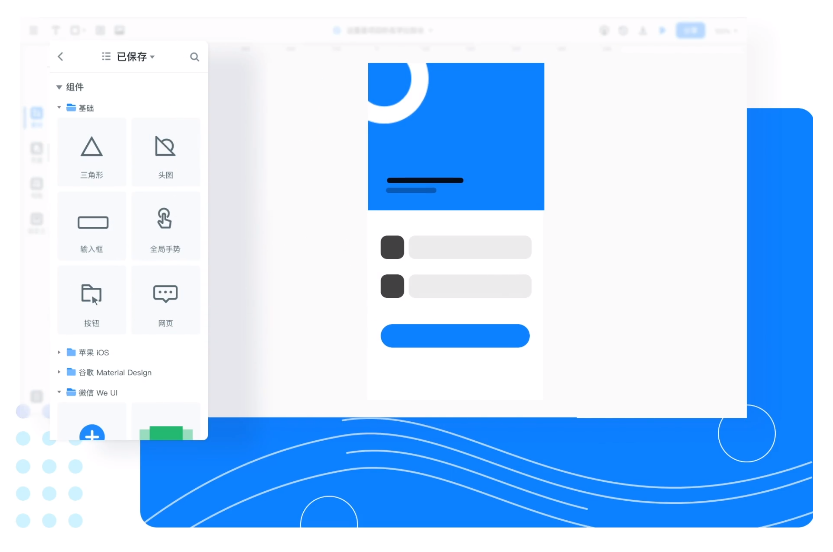 已保存
组件
基础
三角形
头图
输入框
全局手势
按钮
网页
苹果 iOS
谷歌 Material Design
微信 We UI